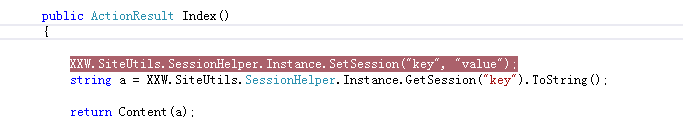 public ActionResult Index()
{
XXW.SiteUtils.SessionHelper.Instance.SetSession("key", "value");
string a = XXW.SiteUtils.SessionHelper.Instance.GetSession("key").ToString();
return Content(a);